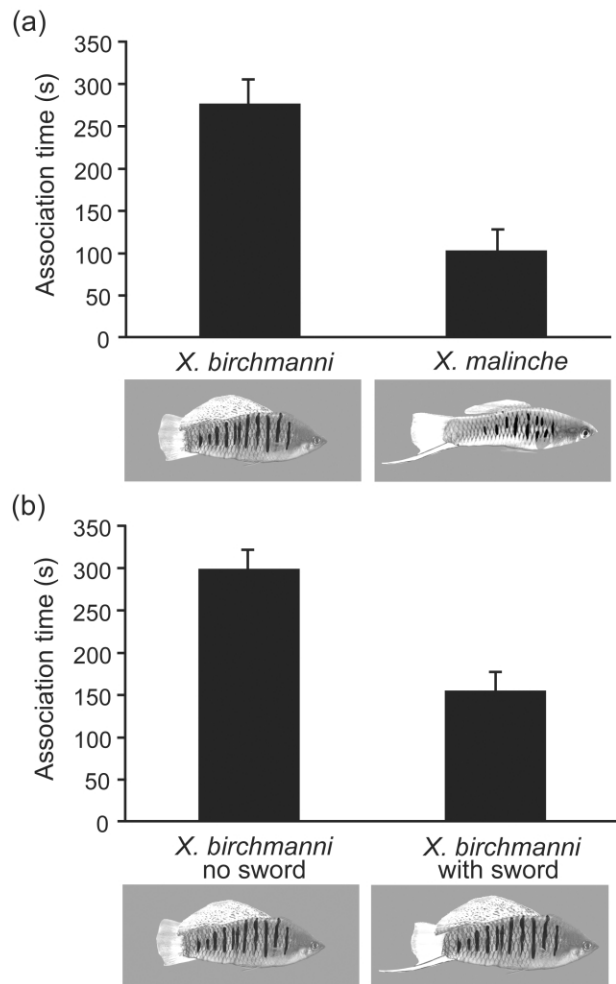 (a)
Association time (s)
350
300
250
200
150
100
50
0
X. birchmanni
X. malinche
(b)
Association time (s)
350
300
250
200
150
100
50
0
X. birchmanni
no sword
X. birchmanni
with sword